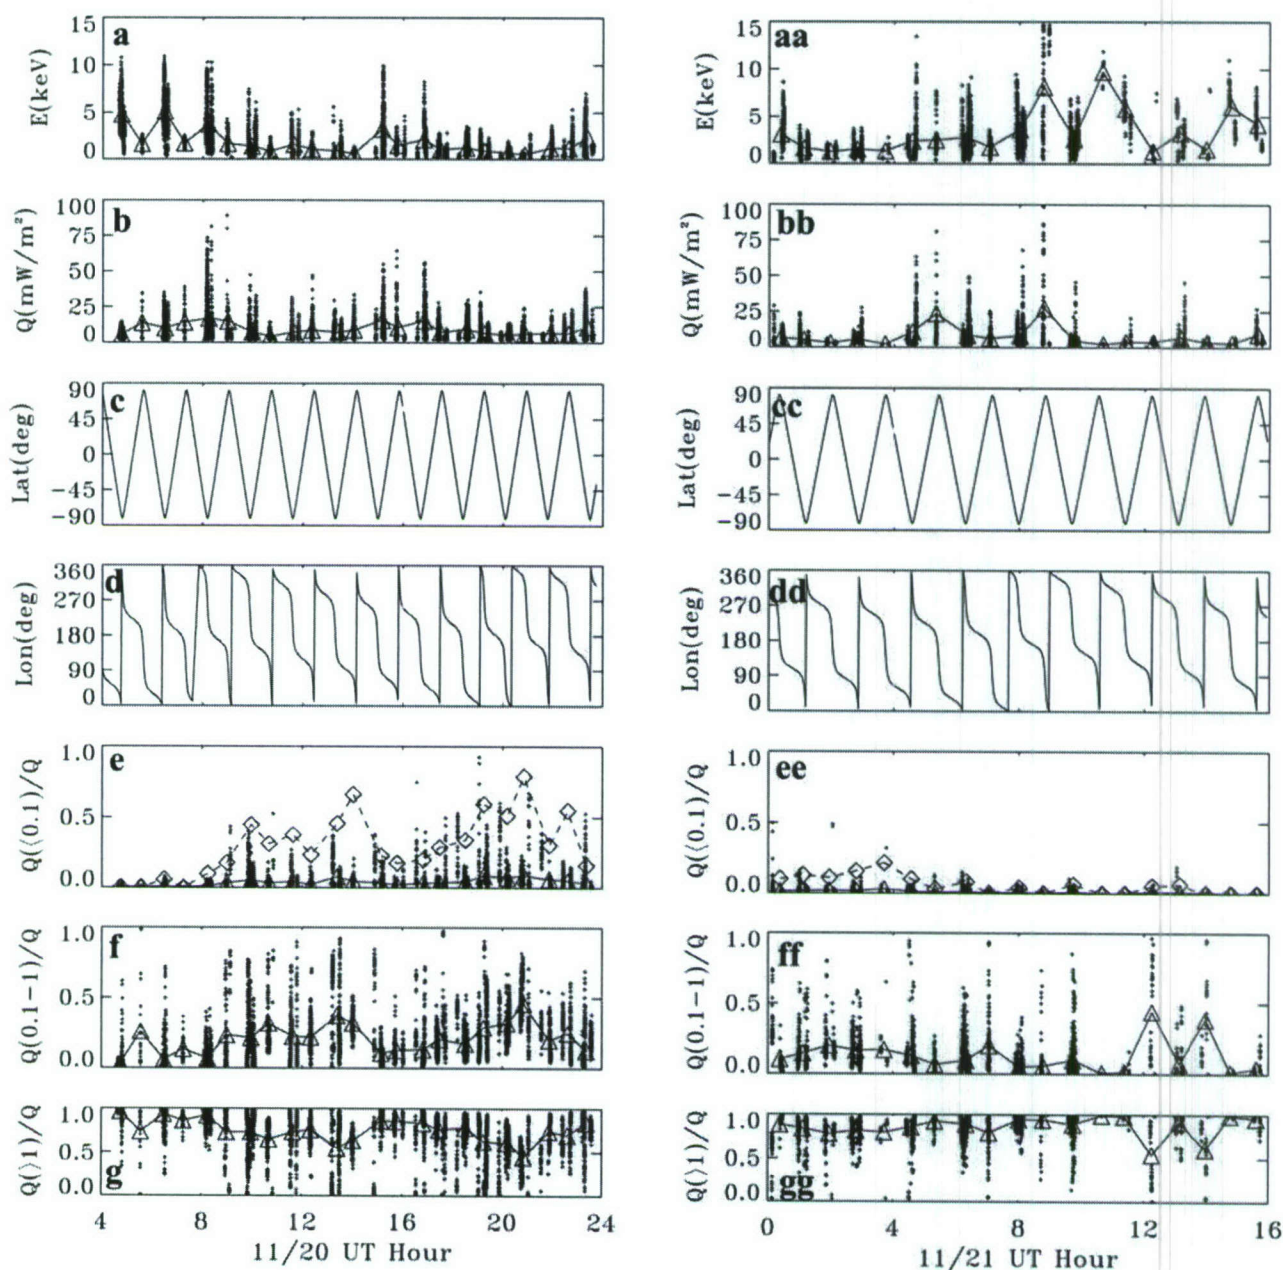 a
E(keV)
15
10
5
0
b
Q(mW/m²)
100
75
50
25
0
c
Lat(deg)
90
45
0
−45
−90
d
Lon(deg)
360
270
180
90
0
e
Q(⟨0.1)/Q
1.0
0.5
0.0
f
Q(0.1−1)/Q
1.0
0.5
0.0
g
Q(⟩1)/Q
1.0
0.5
0.0
4 8 12 16 20 24
11/20 UT Hour
aa
E(keV)
15
10
5
0
bb
Q(mW/m²)
100
75
50
25
0
cc
Lat(deg)
90
45
0
−45
−90
dd
Lon(deg)
360
270
180
90
0
ee
Q(⟨0.1)/Q
1.0
0.5
0.0
ff
Q(0.1−1)/Q
1.0
0.5
0.0
gg
Q(⟩1)/Q
1.0
0.5
0.0
0 4 8 12 16
11/21 UT Hour